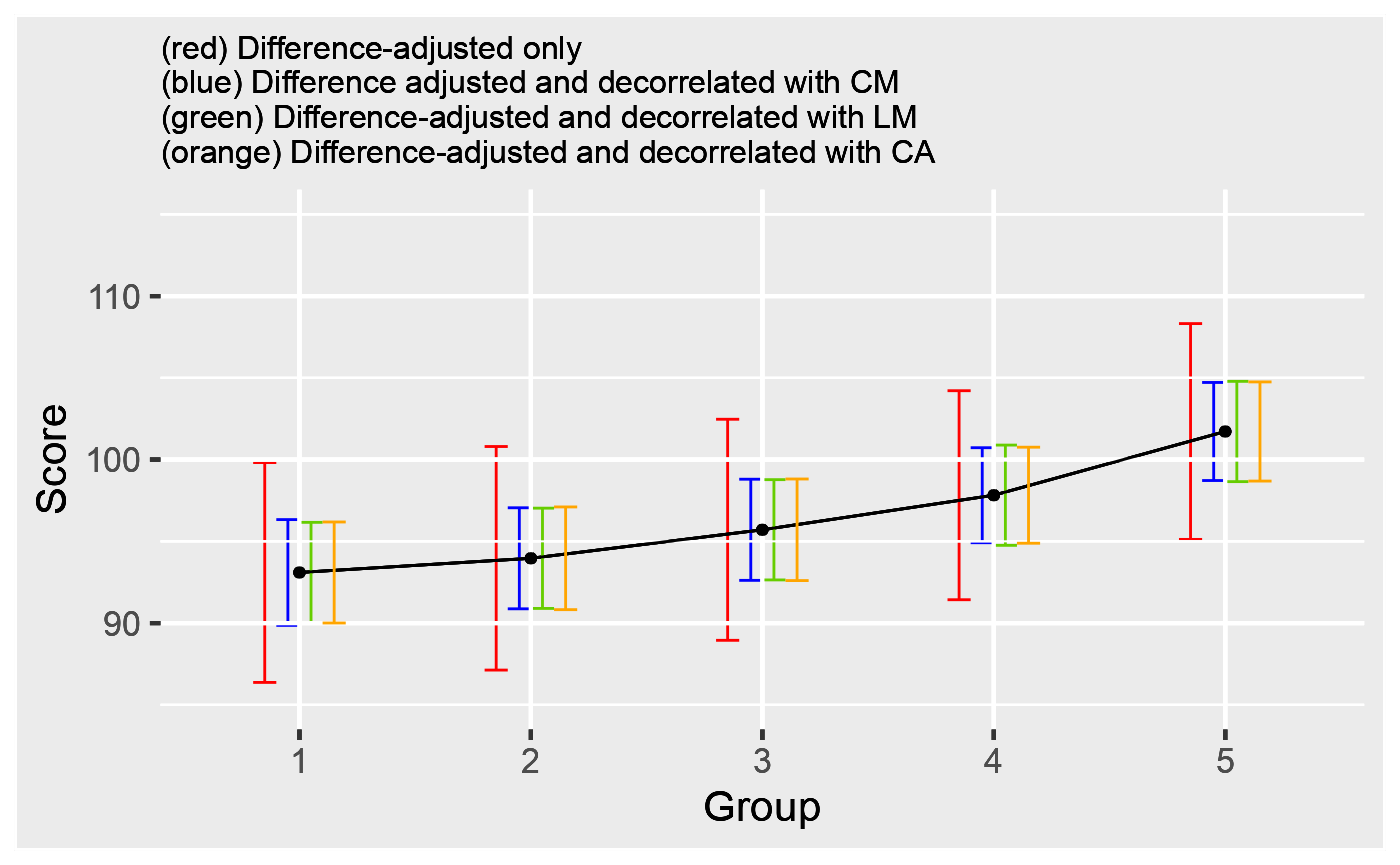 (red) Difference-adjusted only
(blue) Difference adjusted and decorrelated with CM
(green) Difference-adjusted and decorrelated with LM
(orange) Difference-adjusted and decorrelated with CA
110
100
90
Score
1 2 3 4 5
Group